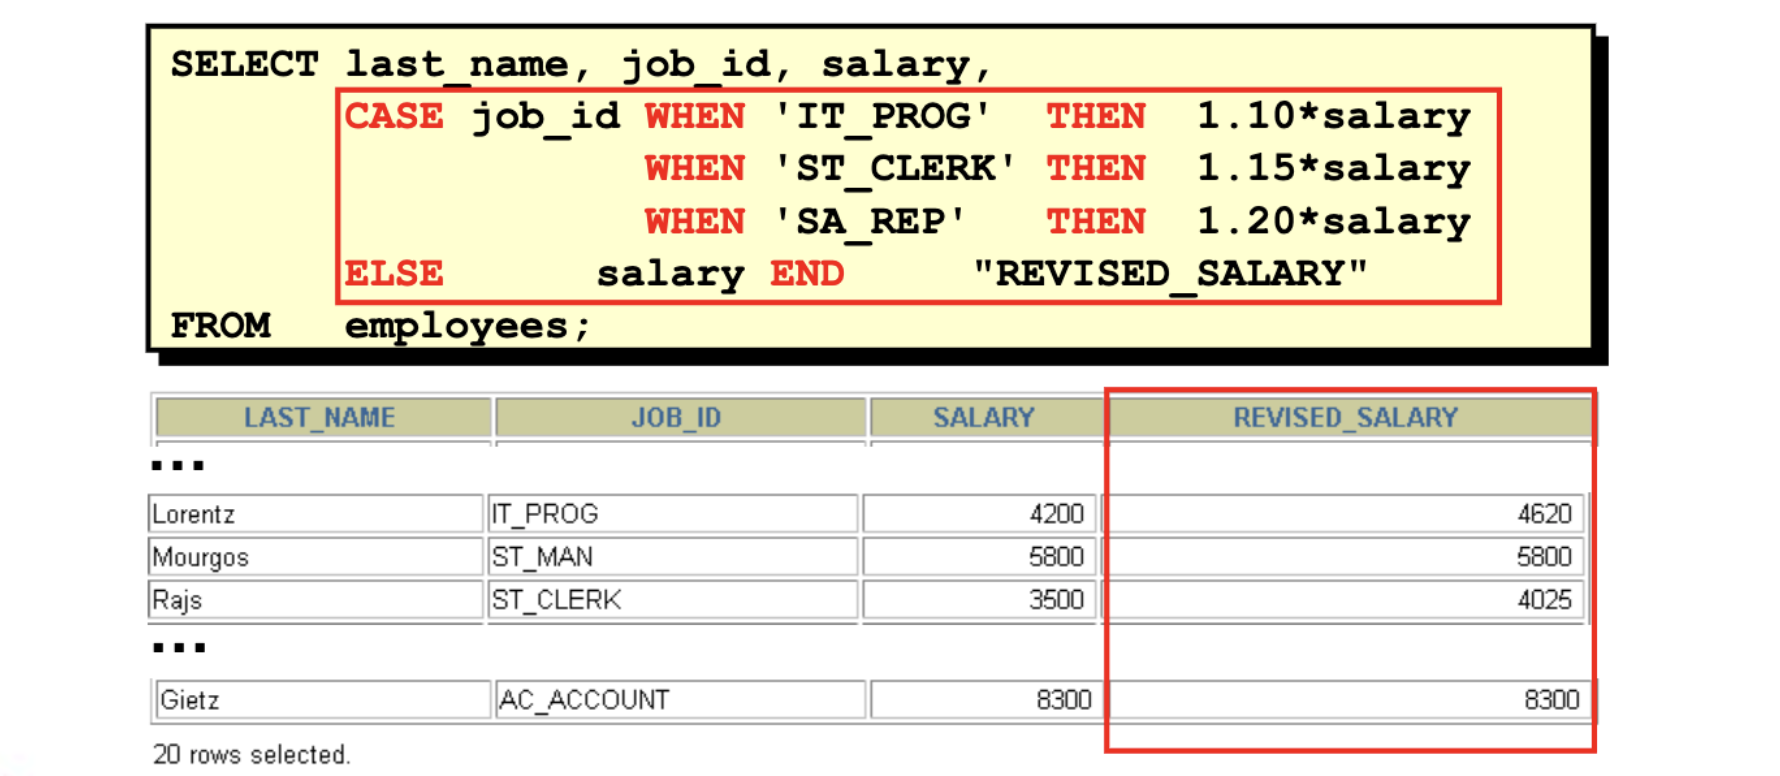 SELECT last_name, job_id, salary,
CASE job_id WHEN 'IT_PROG' THEN 1.10*salary
WHEN 'ST_CLERK' THEN 1.15*salary
WHEN 'SA_REP' THEN 1.20*salary
ELSE salary END "REVISED_SALARY"
FROM employees;
LAST_NAME JOB_ID SALARY REVISED_SALARY
...
Lorentz IT_PROG 4200 4620
Mourgos ST_MAN 5800 5800
Rajs ST_CLERK 3500 4025
...
Gietz AC_ACCOUNT 8300 8300
20 rows selected.